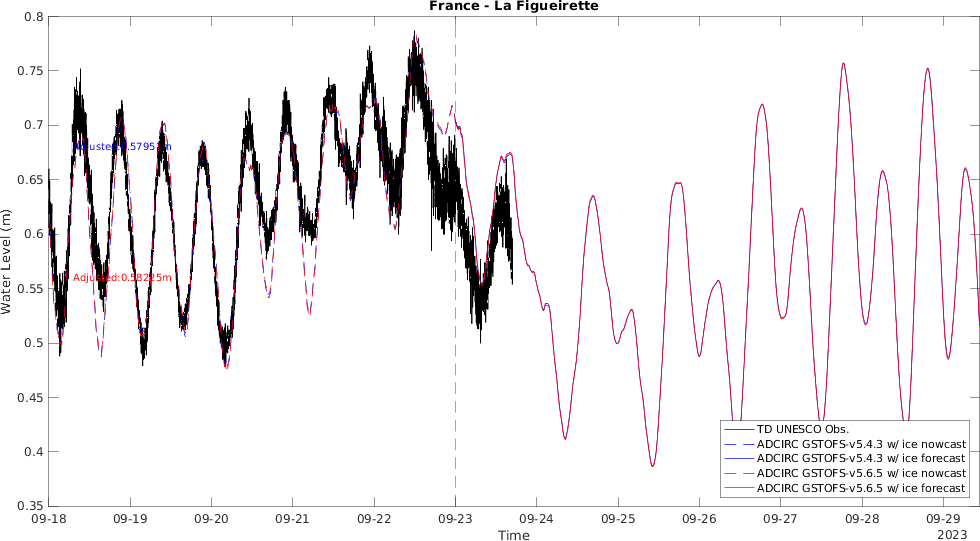 France - La Figueirette
0.8
0.75
0.7
0.65
0.6
0.55
0.5
0.45
0.4
0.35
Water Level (m)
Adjusted:0.58225m
TD UNESCO Obs.
ADCIRC GSTOFS-v5.4.3 w/ ice nowcast
ADCIRC GSTOFS-v5.4.3 w/ ice forecast
ADCIRC GSTOFS-v5.6.5 w/ ice nowcast
ADCIRC GSTOFS-v5.6.5 w/ ice forecast
09-18 09-19 09-20 09-21 09-22 09-23 09-24 09-25 09-26 09-27 09-28 09-29
2023
Time